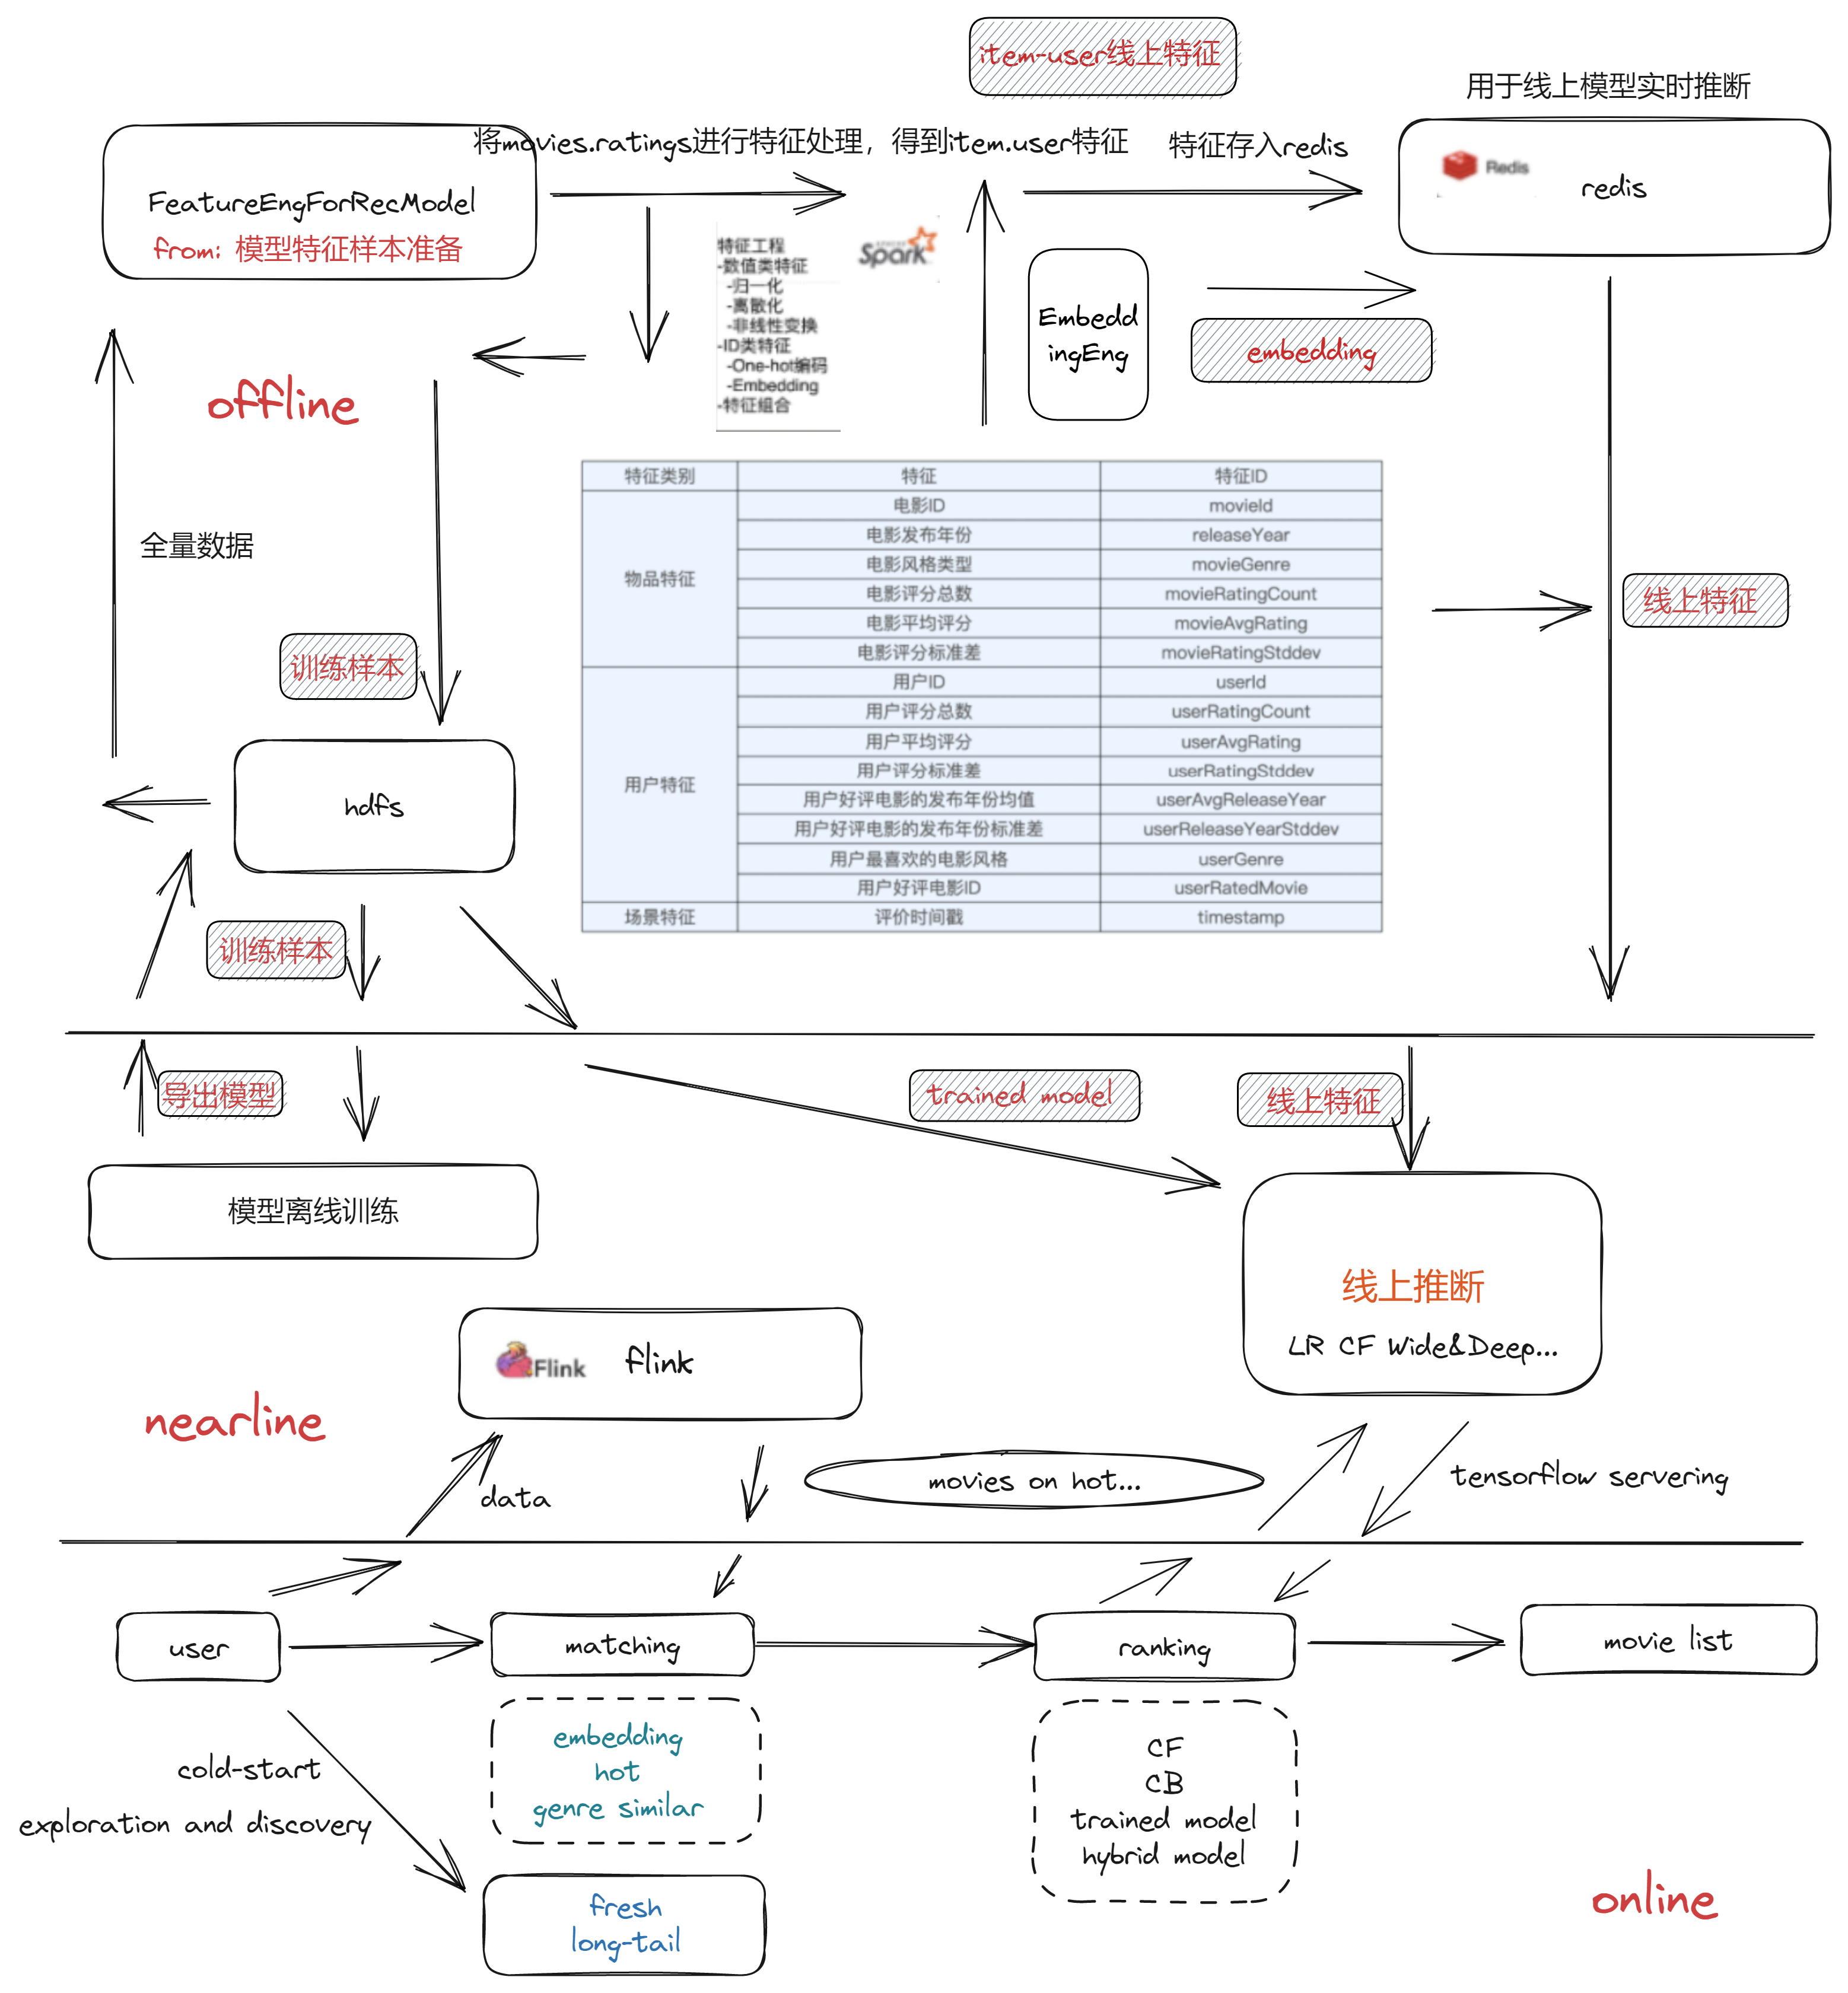 item-user线上特征
用于线上模型实时推断
将movies.ratings进行特征处理，得到item.user特征
特征存入redis
FeatureEngForRecModel
from: 模型特征样本准备
Redis
redis
特征工程
-数值类特征
-归一化
-离散化
-非线性变换
-ID类特征
-One-hot编码
-Embedding
-特征组合
APACHE
Spark
Embedd
ingEng
embedding
offline
全量数据
训练样本
特征类别 特征 特征ID
物品特征
电影ID movieId
电影发布年份 releaseYear
电影风格类型 movieGenre
电影评分总数 movieRatingCount
电影平均评分 movieAvgRating
电影评分标准差 movieRatingStddev
用户特征
用户ID userId
用户评分总数 userRatingCount
用户平均评分 userAvgRating
用户评分标准差 userRatingStddev
用户好评电影的发布年份均值 userAvgReleaseYear
用户好评电影的发布年份标准差 userReleaseYearStddev
用户最喜欢的电影风格 userGenre
用户好评电影ID userRatedMovie
场景特征 评价时间戳 timestamp
线上特征
hdfs
训练样本
导出模型
trained model
线上特征
模型离线训练
线上推断
LR CF Wide&Deep...
Flink
flink
nearline
data
movies on hot...
tensorflow servering
user
matching
ranking
movie list
embedding
hot
genre similar
CF
CB
trained model
hybrid model
cold-start
exploration and discovery
fresh
long-tail
online